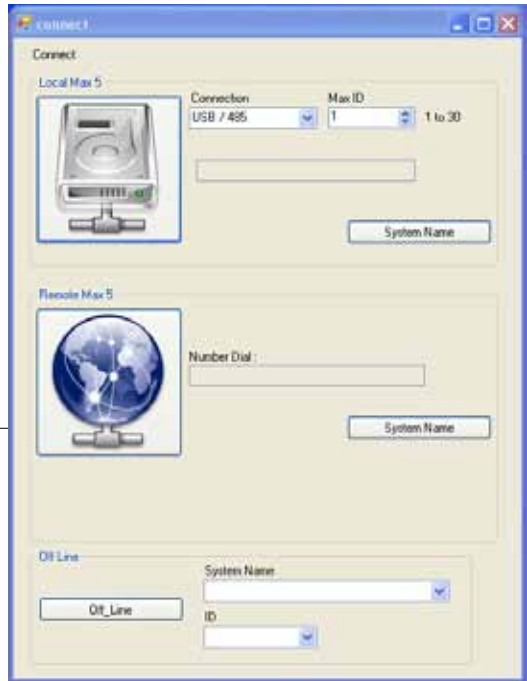 connect
Connect
Local Max 5
Connection Max ID
USB / 485 1 1 to 30
System Name
Remote Max 5
Number Dial :
System Name
Off Line
System Name
Off_Line
ID